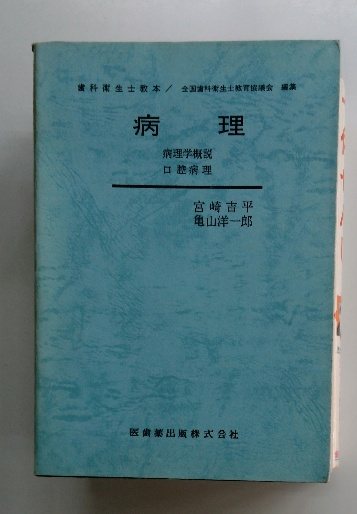 歯科衛生士教本／ 全国歯科衛生士教育協議会 編集
病 理
病理学概説
口腔病理
宮崎吉平
亀山洋一郎
医歯薬出版株式会社